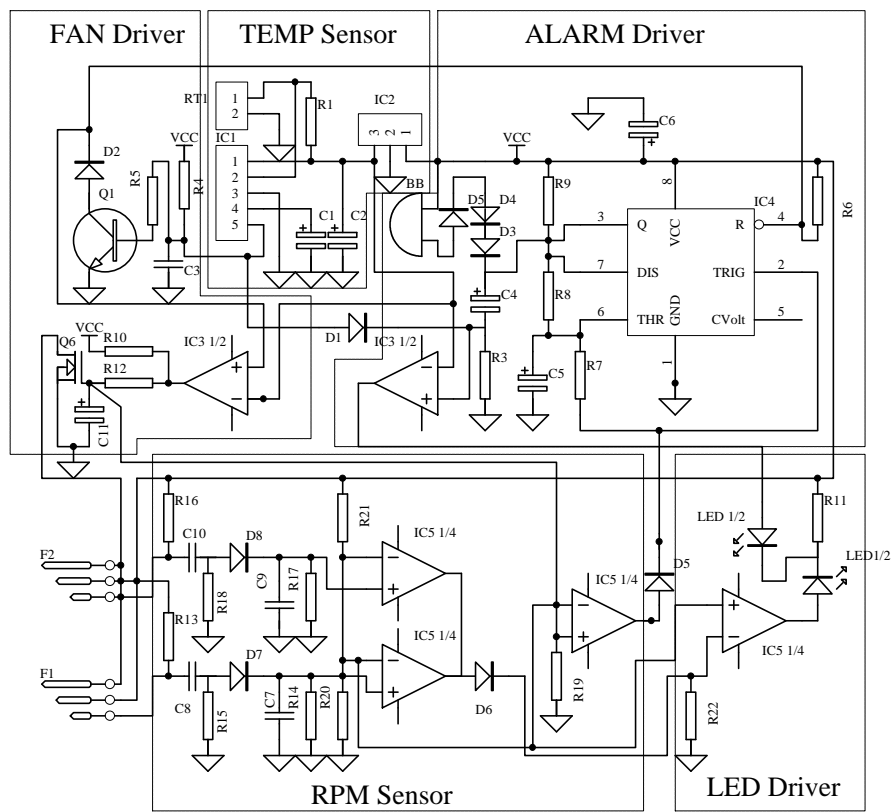 FAN Driver
TEMP Sensor
ALARM Driver
RT1
1
2
R1
IC2
3
2
1
C6
VCC
VCC
IC1
1
2
3
4
5
D2
R5
R4
Q1
BB
D5
D4
D3
R9
8
IC4
3
Q
VCC
R
4
R6
C1
C2
C3
7
DIS
TRIG
2
C4
R8
6
THR
GND
CVolt
5
D1
Q6
VCC
R10
IC3 1/2
IC3 1/2
R12
R3
C5
R7
1
C11
R16
R21
R11
C10
D8
IC5 1/4
LED 1/2
F2
C9
R17
R18
D5
LED1/2
IC5 1/4
R13
IC5 1/4
F1
D7
C8
R15
C7
R14
R20
D6
R19
IC5 1/4
R22
RPM Sensor
LED Driver